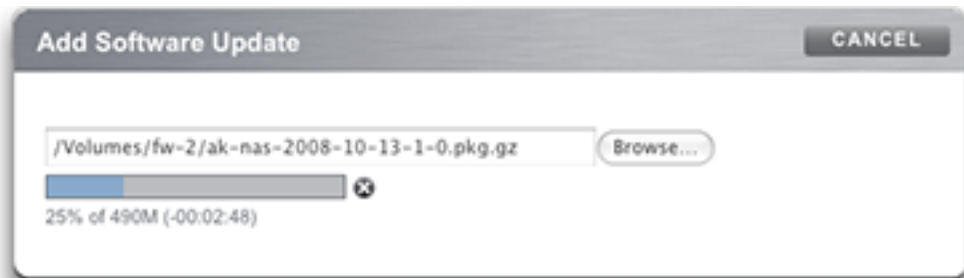 Add Software Update
CANCEL
/Volumes/fw-2/ak-nas-2008-10-13-1-0.pkg.gz
Browse...
25% of 490M (-00:02:48)